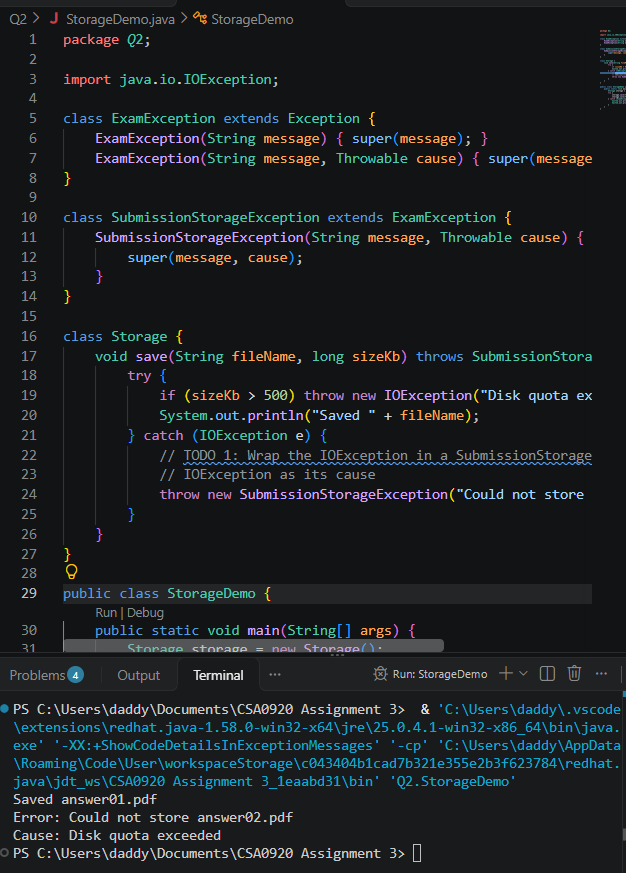 Q2 > J StorageDemo.java > StorageDemo
1 package Q2;
2
3 import java.io.IOException;
4
5 class ExamException extends Exception {
6 ExamException(String message) { super(message); }
7 ExamException(String message, Throwable cause) { super(message
8 }
9
10 class SubmissionStorageException extends ExamException {
11 SubmissionStorageException(String message, Throwable cause) {
12 super(message, cause);
13 }
14 }
15
16 class Storage {
17 void save(String fileName, long sizeKb) throws SubmissionStora
18 try {
19 if (sizeKb > 500) throw new IOException("Disk quota ex
20 System.out.println("Saved " + fileName);
21 } catch (IOException e) {
22 // TODO 1: Wrap the IOException in a SubmissionStorage
23 // IOException as its cause
24 throw new SubmissionStorageException("Could not store
25 }
26 }
27 }
28
29 public class StorageDemo {
Run | Debug
30 public static void main(String[] args) {
31 Storage storage = new Storage();
Problems 4 Output Terminal ··· Run: StorageDemo ···
PS C:\Users\daddy\Documents\CSA0920 Assignment 3> & 'C:\Users\daddy\.vscode
\extensions\redhat.java-1.58.0-win32-x64\jre\25.0.4.1-win32-x86_64\bin\java.
exe' '-XX:+ShowCodeDetailsInExceptionMessages' '-cp' 'C:\Users\daddy\AppData
\Roaming\Code\User\workspaceStorage\c043404b1cad7b321e355e2b3f623784\redhat.
java\jdt_ws\CSA0920 Assignment 3_1eaabd31\bin' 'Q2.StorageDemo'
Saved answer01.pdf
Error: Could not store answer02.pdf
Cause: Disk quota exceeded
PS C:\Users\daddy\Documents\CSA0920 Assignment 3>